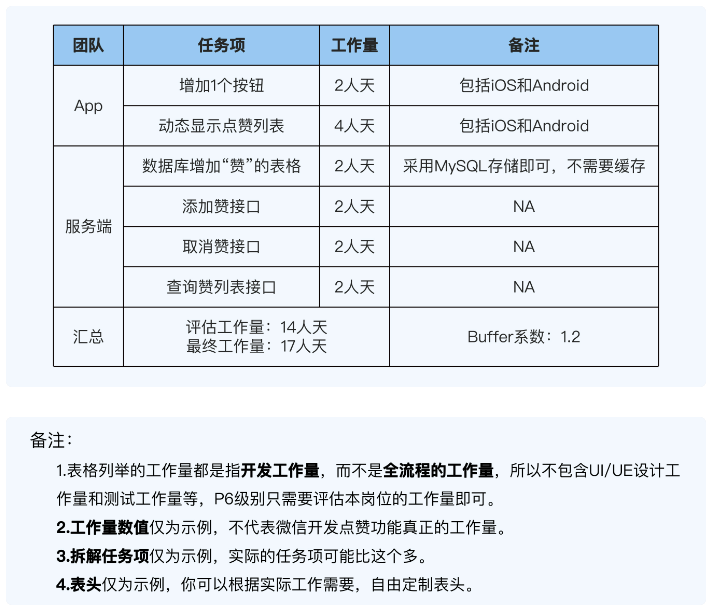 团队 任务项 工作量 备注
App 增加1个按钮 2人天 包括iOS和Android
动态显示点赞列表 4人天 包括iOS和Android
服务端 数据库增加“赞”的表格 2人天 采用MySQL存储即可，不需要缓存
添加赞接口 2人天 NA
取消赞接口 2人天 NA
查询赞列表接口 2人天 NA
汇总 评估工作量：14人天 Buffer系数：1.2
最终工作量：17人天
备注：
1.表格列举的工作量都是指开发工作量，而不是全流程的工作量，所以不包含UI/UE设计工
作量和测试工作量等，P6级别只需要评估本岗位的工作量即可。
2.工作量数值仅为示例，不代表微信开发点赞功能真正的工作量。
3.拆解任务项仅为示例，实际的任务项可能比这个多。
4.表头仅为示例，你可以根据实际工作需要，自由定制表头。